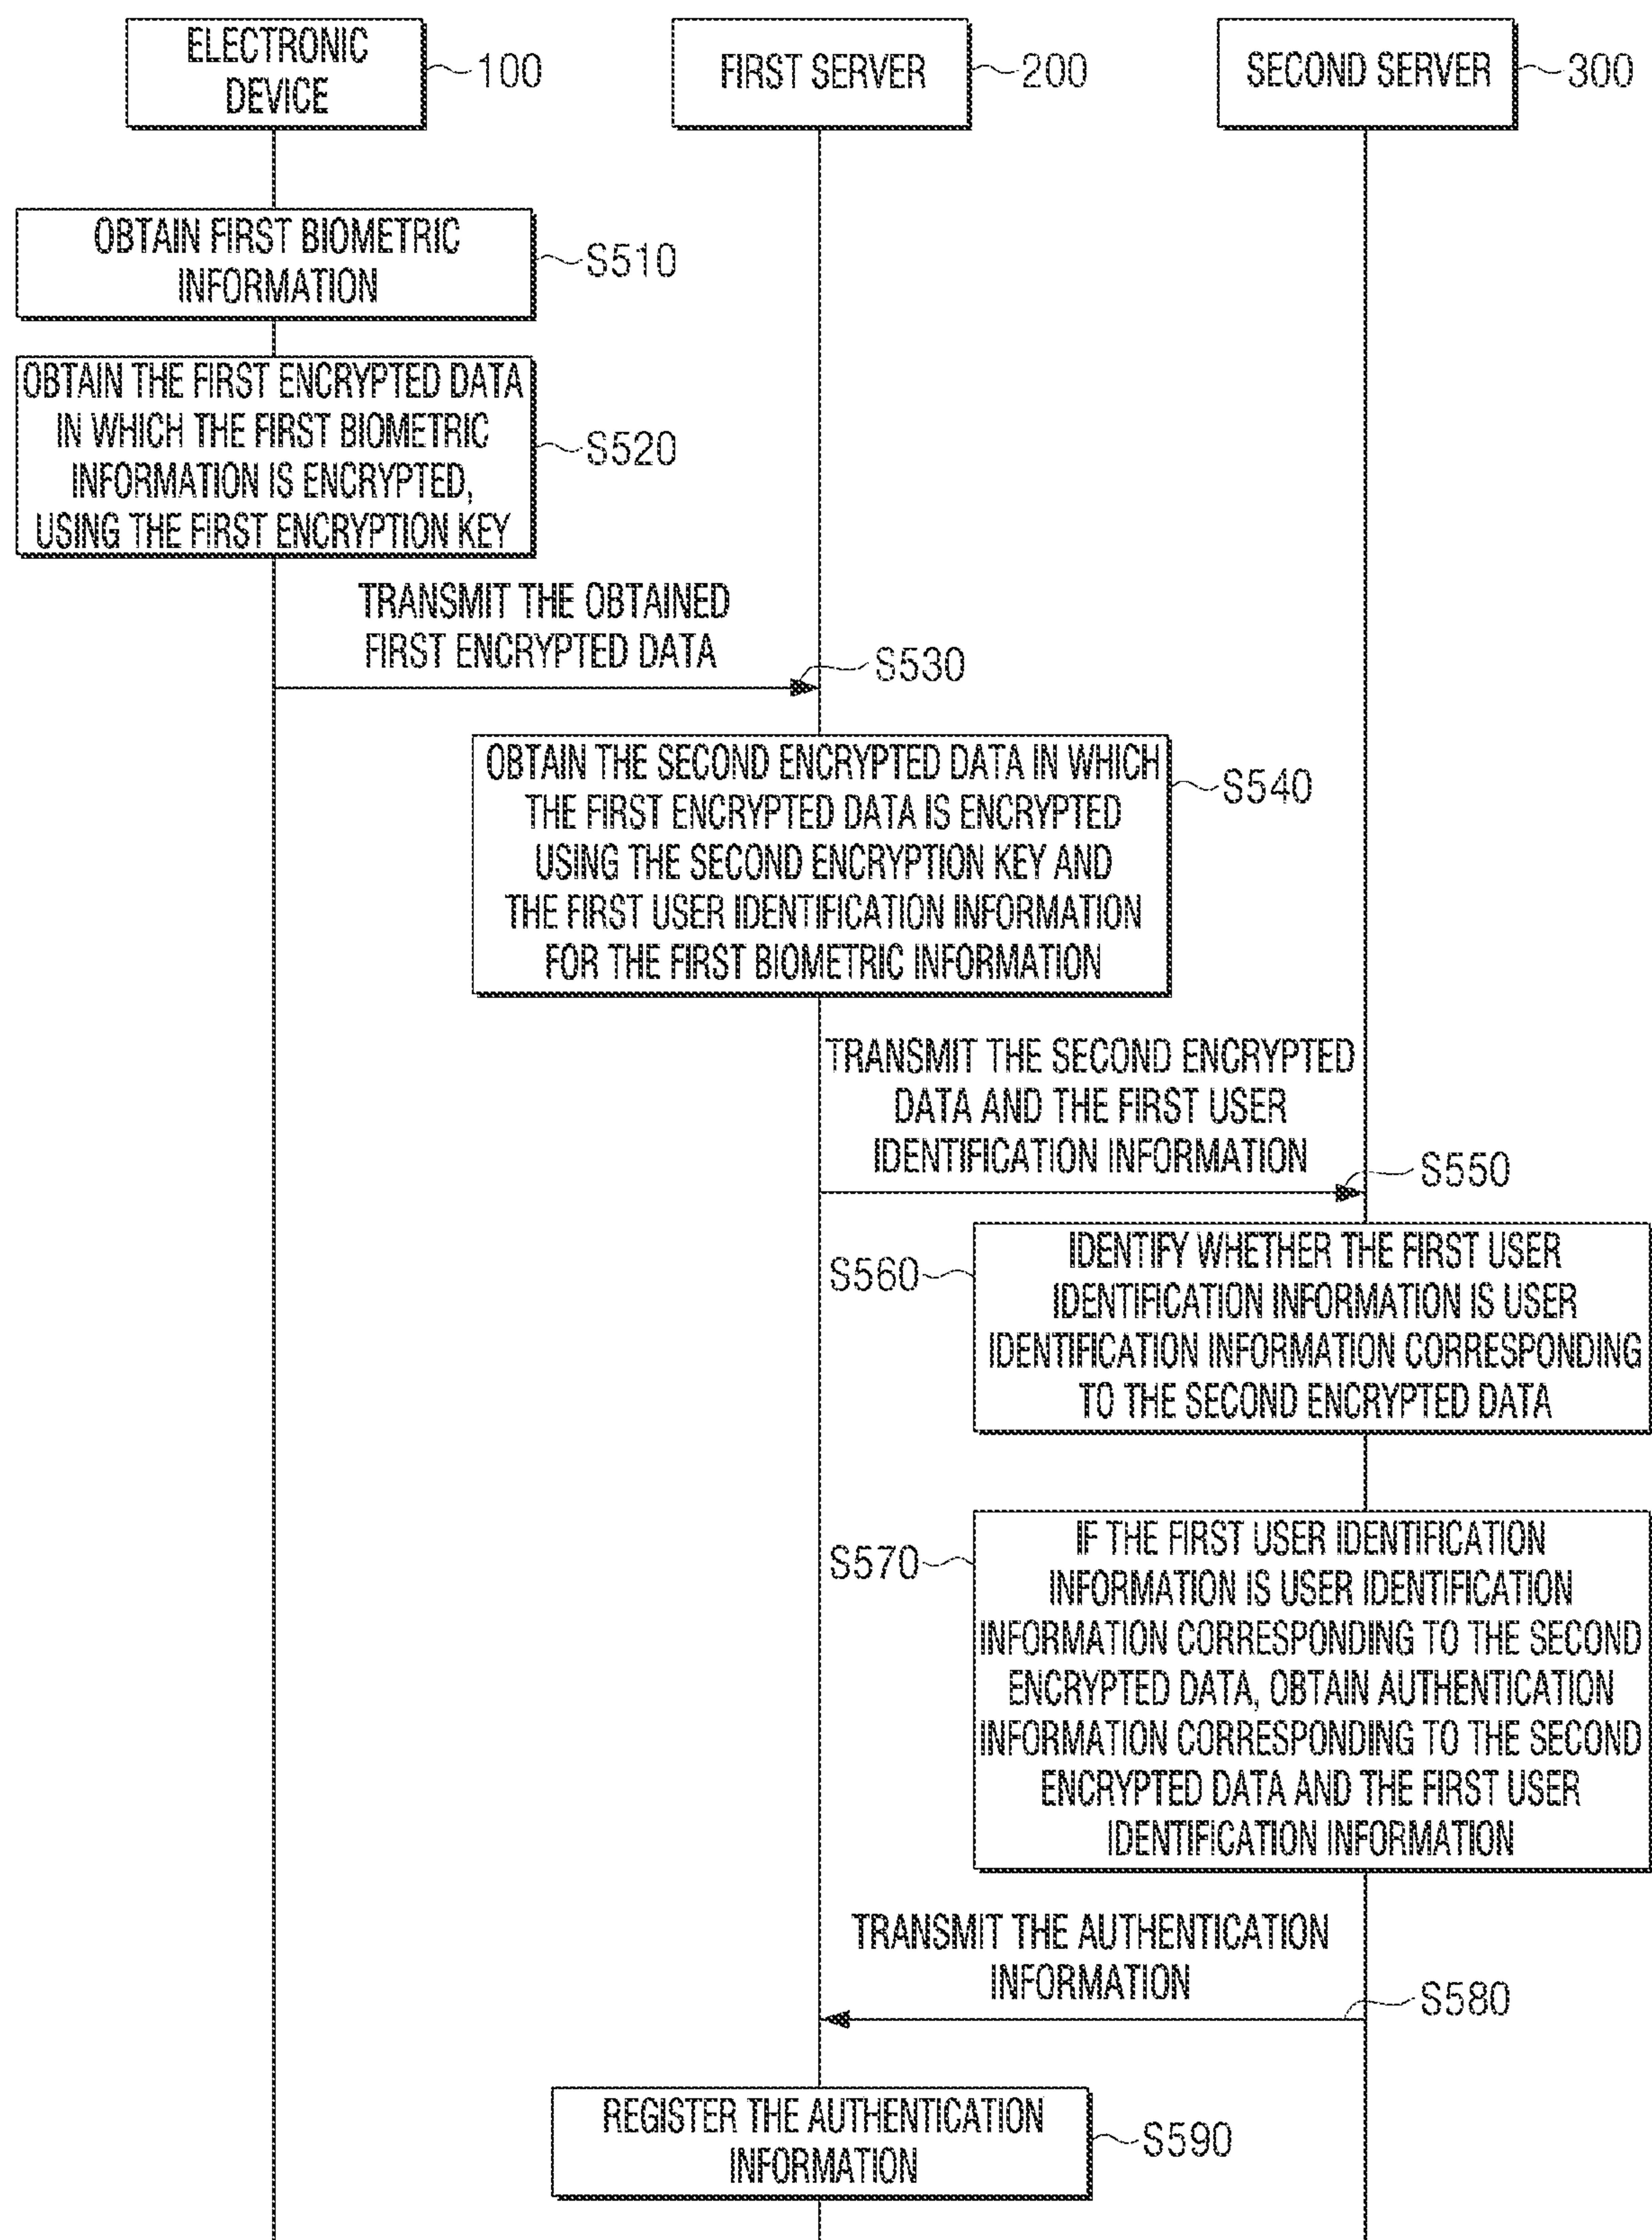 ELECTRONIC
DEVICE
100
FIRST SERVER
200
SECOND SERVER
300
OBTAIN FIRST BIOMETRIC
INFORMATION
S510
OBTAIN THE FIRST ENCRYPTED DATA
IN WHICH THE FIRST BIOMETRIC
INFORMATION IS ENCRYPTED,
USING THE FIRST ENCRYPTION KEY
S520
TRANSMIT THE OBTAINED
FIRST ENCRYPTED DATA
S530
OBTAIN THE SECOND ENCRYPTED DATA IN WHICH
THE FIRST ENCRYPTED DATA IS ENCRYPTED
USING THE SECOND ENCRYPTION KEY AND
THE FIRST USER IDENTIFICATION INFORMATION
FOR THE FIRST BIOMETRIC INFORMATION
S540
TRANSMIT THE SECOND ENCRYPTED
DATA AND THE FIRST USER
IDENTIFICATION INFORMATION
S550
S560
IDENTIFY WHETHER THE FIRST USER
IDENTIFICATION INFORMATION IS USER
IDENTIFICATION INFORMATION CORRESPONDING
TO THE SECOND ENCRYPTED DATA
S570
IF THE FIRST USER IDENTIFICATION
INFORMATION IS USER IDENTIFICATION
INFORMATION CORRESPONDING TO THE SECOND
ENCRYPTED DATA, OBTAIN AUTHENTICATION
INFORMATION CORRESPONDING TO THE SECOND
ENCRYPTED DATA AND THE FIRST USER
IDENTIFICATION INFORMATION
TRANSMIT THE AUTHENTICATION
INFORMATION
S580
REGISTER THE AUTHENTICATION
INFORMATION
S590